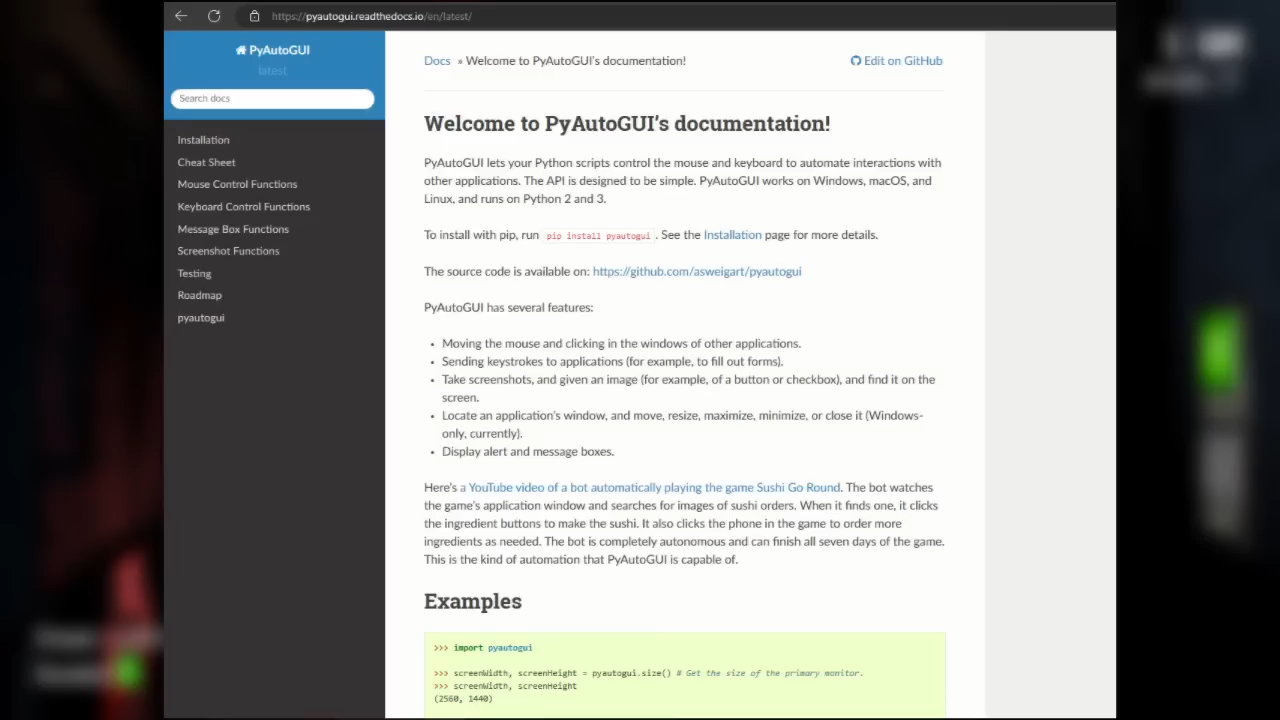 https://pyautogui.readthedocs.io/en/latest/
PyAutoGUI
latest
Search docs
Installation
Cheat Sheet
Mouse Control Functions
Keyboard Control Functions
Message Box Functions
Screenshot Functions
Testing
Roadmap
pyautogui
Docs » Welcome to PyAutoGUI's documentation!
Edit on GitHub
Welcome to PyAutoGUI's documentation!
PyAutoGUI lets your Python scripts control the mouse and keyboard to automate interactions with
other applications. The API is designed to be simple. PyAutoGUI works on Windows, macOS, and
Linux, and runs on Python 2 and 3.
To install with pip, run pip install pyautogui . See the Installation page for more details.
The source code is available on: https://github.com/asweigart/pyautogui
PyAutoGUI has several features:
• Moving the mouse and clicking in the windows of other applications.
• Sending keystrokes to applications (for example, to fill out forms).
• Take screenshots, and given an image (for example, of a button or checkbox), and find it on the
screen.
• Locate an application's window, and move, resize, maximize, minimize, or close it (Windows-
only, currently).
• Display alert and message boxes.
Here's a YouTube video of a bot automatically playing the game Sushi Go Round. The bot watches
the game's application window and searches for images of sushi orders. When it finds one, it clicks
the ingredient buttons to make the sushi. It also clicks the phone in the game to order more
ingredients as needed. The bot is completely autonomous and can finish all seven days of the game.
This is the kind of automation that PyAutoGUI is capable of.
Examples
>>> import pyautogui
>>> screenWidth, screenHeight = pyautogui.size() # Get the size of the primary monitor.
>>> screenWidth, screenHeight
(2560, 1440)